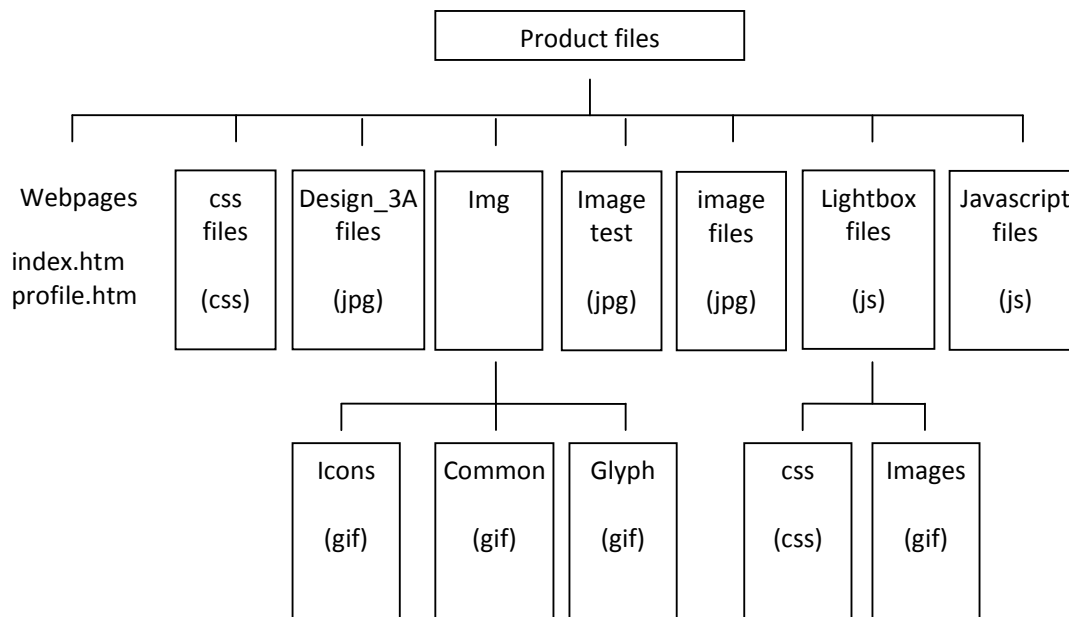 Product files
Webpages
index.htm
profile.htm
css
files
(css)
Design_3A
files
(jpg)
Img
Image
test
(jpg)
image
files
(jpg)
Lightbox
files
(js)
Javascript
files
(js)
Icons
(gif)
Common
(gif)
Glyph
(gif)
css
(css)
Images
(gif)